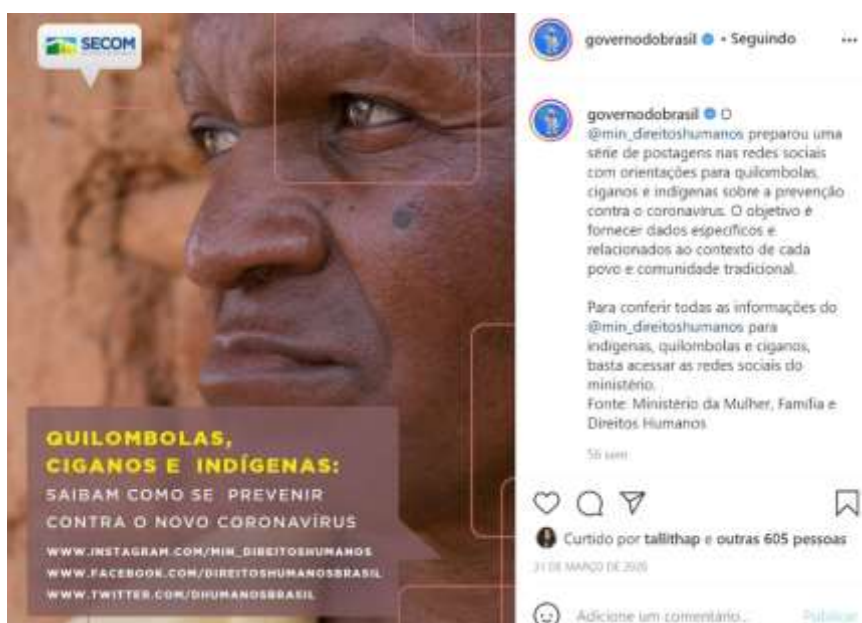 SECOM
QUILOMBOLAS,
CIGANOS E INDÍGENAS:
SAIBAM COMO SE PREVENIR
CONTRA O NOVO CORONAVÍRUS
WWW.INSTAGRAM.COM/MIN_DIREITOSHUMANOS
WWW.FACEBOOK.COM/DIREITOSHUMANOSBRASIL
WWW.TWITTER.COM/DHUMANOSBRASIL
governodobrasil • Seguindo
governodobrasil
@min_direitoshumanos preparou uma
série de postagens nas redes sociais
com orientações para quilombolas,
ciganos e indígenas sobre a prevenção
contra o coronavírus. O objetivo é
fornecer dados específicos e
relacionados ao contexto de cada
povo e comunidade tradicional.
Para conferir todas as informações do
@min_direitoshumanos para
indígenas, quilombolas e ciganos,
basta acessar as redes sociais do
ministério.
Fonte: Ministério da Mulher, Família e
Direitos Humanos
56 sem
Curtido por tallithap e outras 605 pessoas
31 DE MARÇO DE 2020
Adicione um comentário...
Publicar